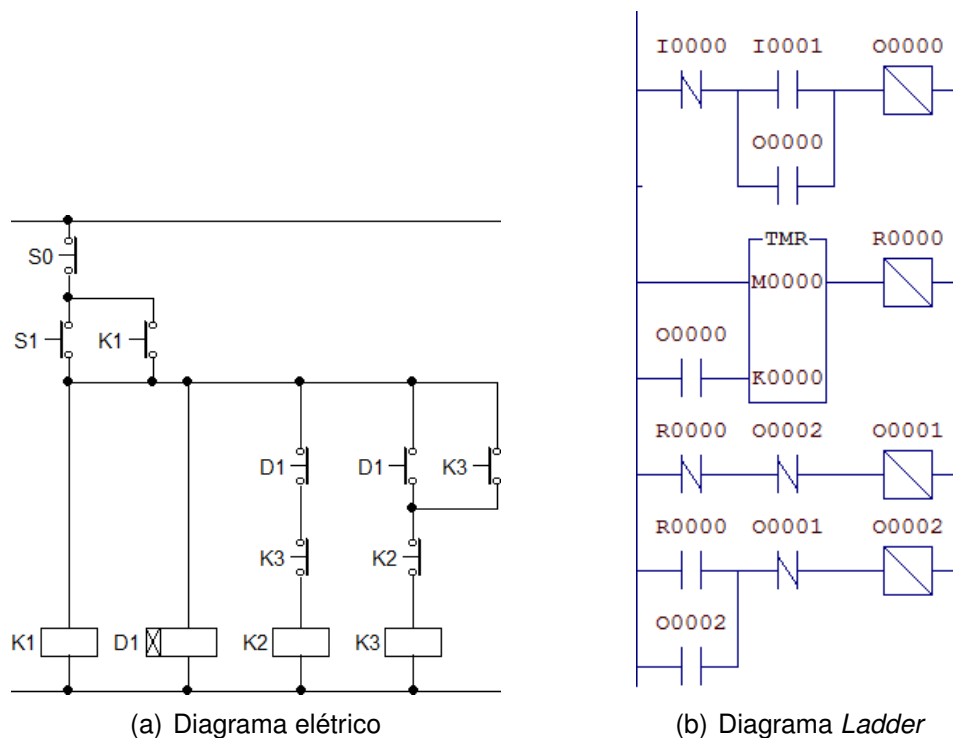 S0
S1 K1
D1 D1 K3
K3 K2
K1 D1 K2 K3
(a) Diagrama elétrico
I0000 I0001 O0000
O0000
TMR R0000
M0000
O0000
K0000
R0000 O0002 O0001
R0000 O0001 O0002
O0002
(b) Diagrama Ladder